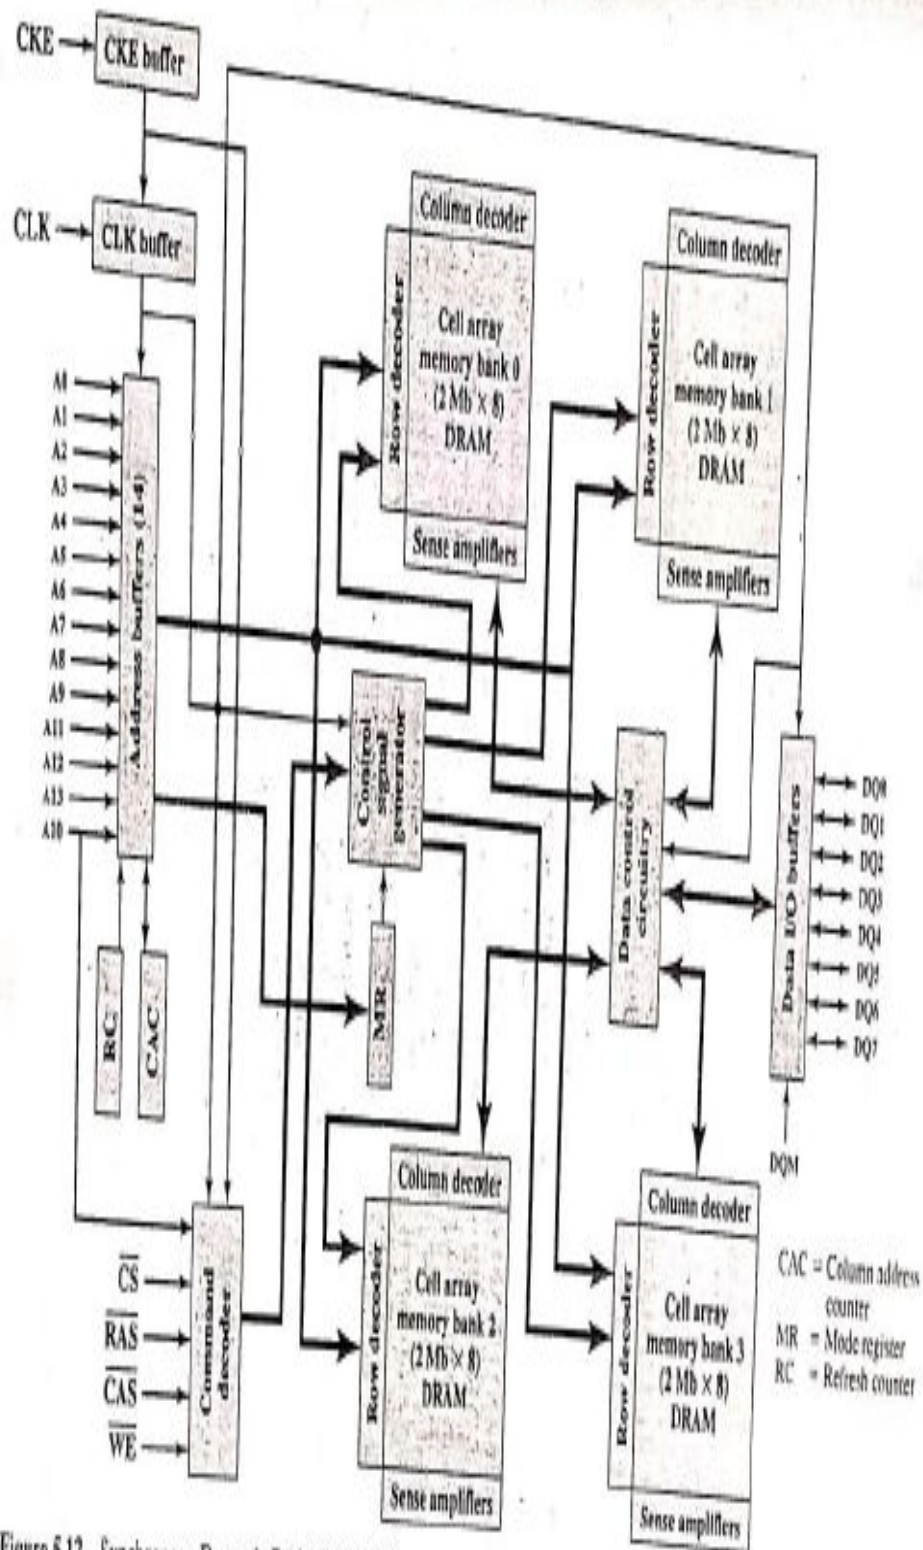 CKE
CKE buffer
CLK
CLK buffer
A0
A1
A2
A3
A4
A5
A6
A7
A8
A9
A11
A12
A13
A10
Address buffers (14)
RC
CAC
Column decoder
Row decoder
Cell array
memory bank 0
(2 Mb × 8)
DRAM
Sense amplifiers
Column decoder
Row decoder
Cell array
memory bank 1
(2 Mb × 8)
DRAM
Sense amplifiers
Control
signal
generator
MR
Data control
circuitry
Data I/O buffers
DQ0
DQ1
DQ2
DQ3
DQ4
DQ5
DQ6
DQ7
DQM
C̅S̅
R̅A̅S̅
C̅A̅S̅
W̅E̅
Command
decoder
Column decoder
Row decoder
Cell array
memory bank 2
(2 Mb × 8)
DRAM
Sense amplifiers
Column decoder
Row decoder
Cell array
memory bank 3
(2 Mb × 8)
DRAM
Sense amplifiers
CAC = Column address
counter
MR = Mode register
RC = Refresh counter
Figure 5.12